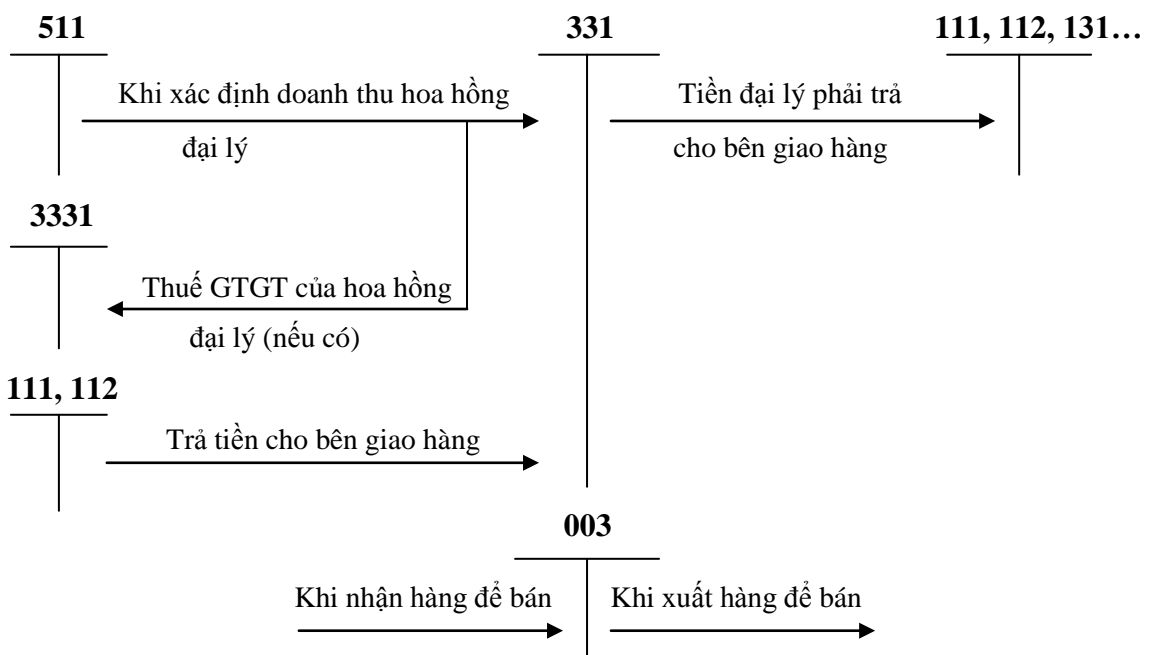 511
331
111, 112, 131…
Khi xác định doanh thu hoa hồng
đại lý
Tiền đại lý phải trả
cho bên giao hàng
3331
Thuế GTGT của hoa hồng
đại lý (nếu có)
111, 112
Trả tiền cho bên giao hàng
003
Khi nhận hàng để bán
Khi xuất hàng để bán